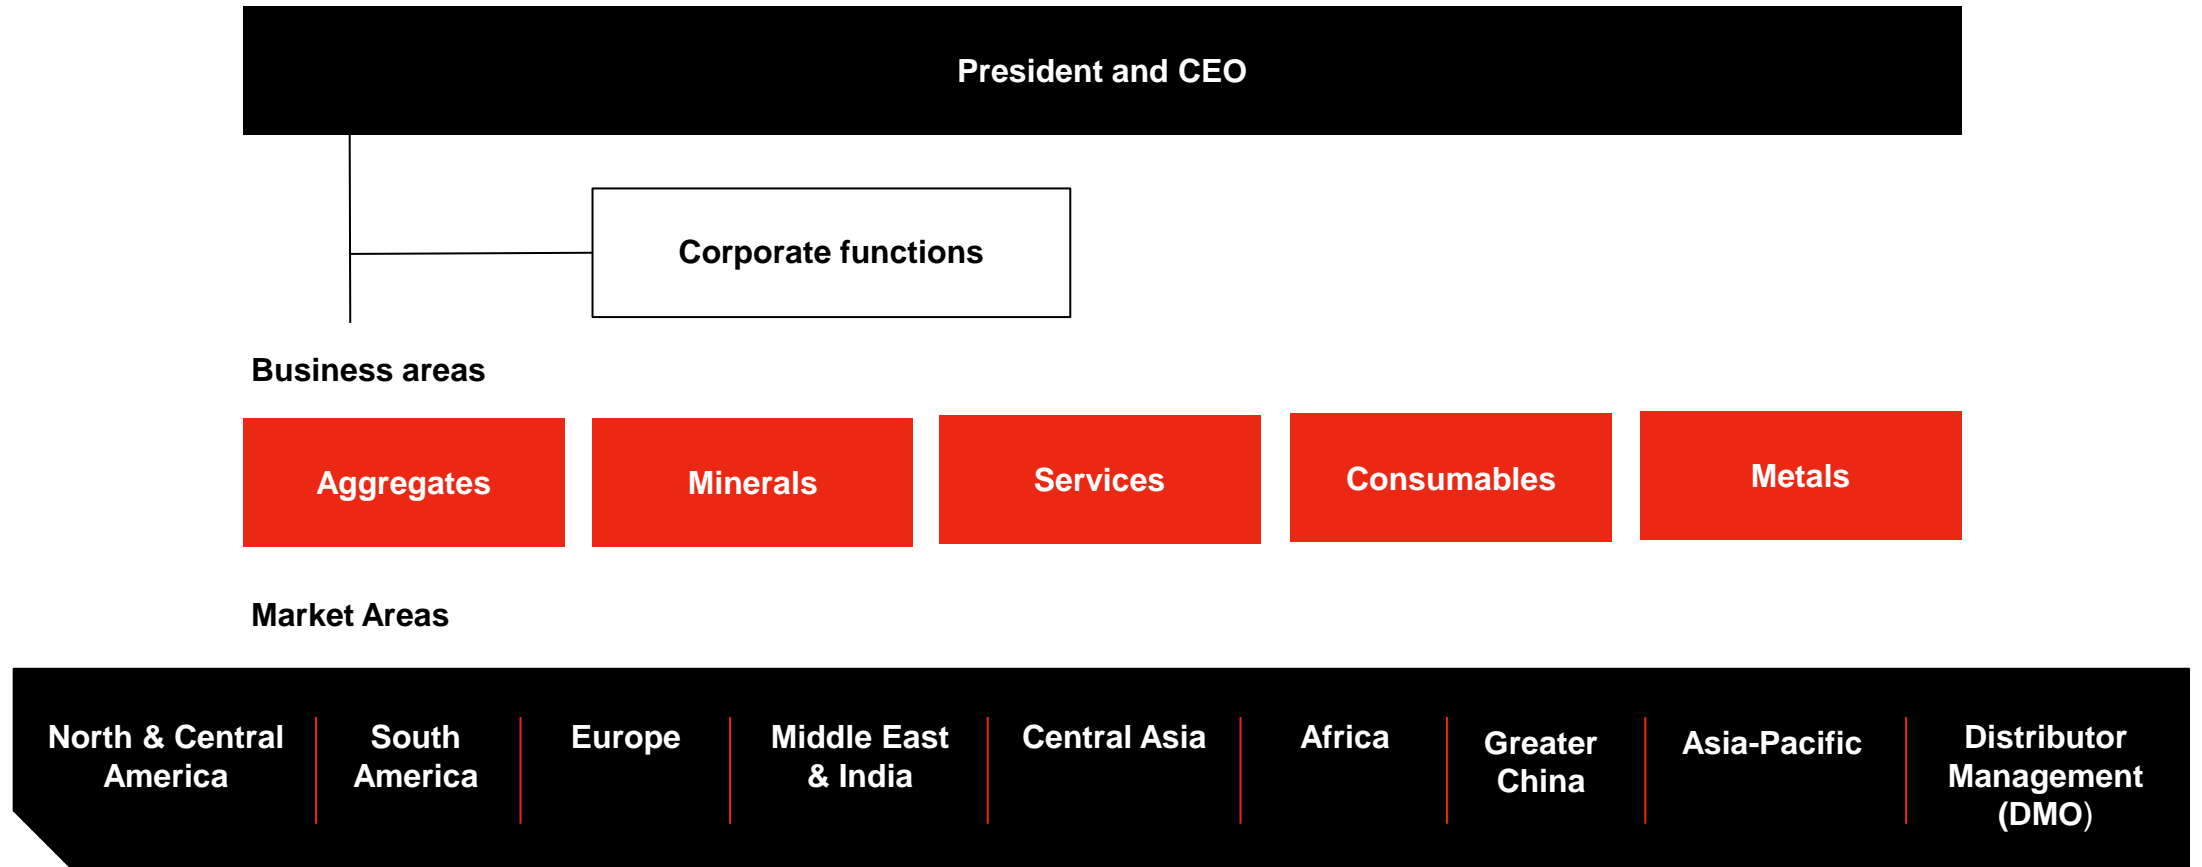 President and CEO
Corporate functions
Business areas
Aggregates
Minerals
Services
Consumables
Metals
Market Areas
North & Central
America
South
America
Europe
Middle East
& India
Central Asia
Africa
Greater
China
Asia-Pacific
Distributor
Management
(DMO)